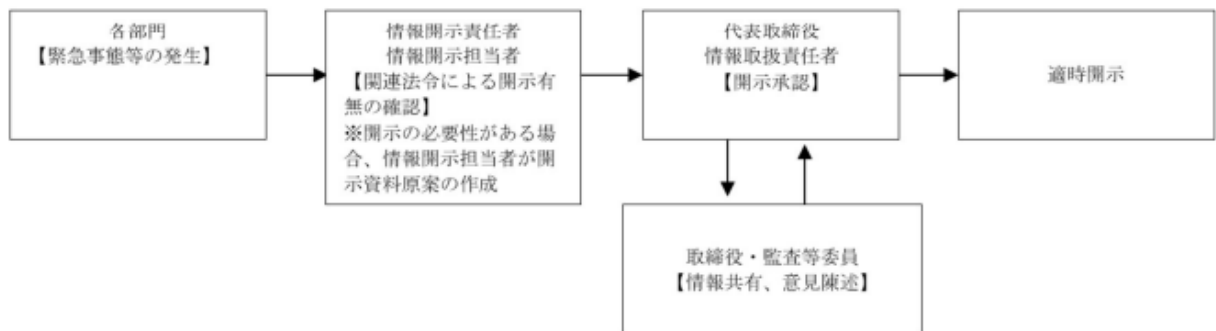 各部門
【緊急事態等の発生】
情報開示責任者
情報開示担当者
【関連法令による開示有
無の確認】
※開示の必要性がある場
合、情報開示担当者が開
示資料原案の作成
代表取締役
情報取扱責任者
【開示承認】
適時開示
取締役・監査等委員
【情報共有、意見陳述】